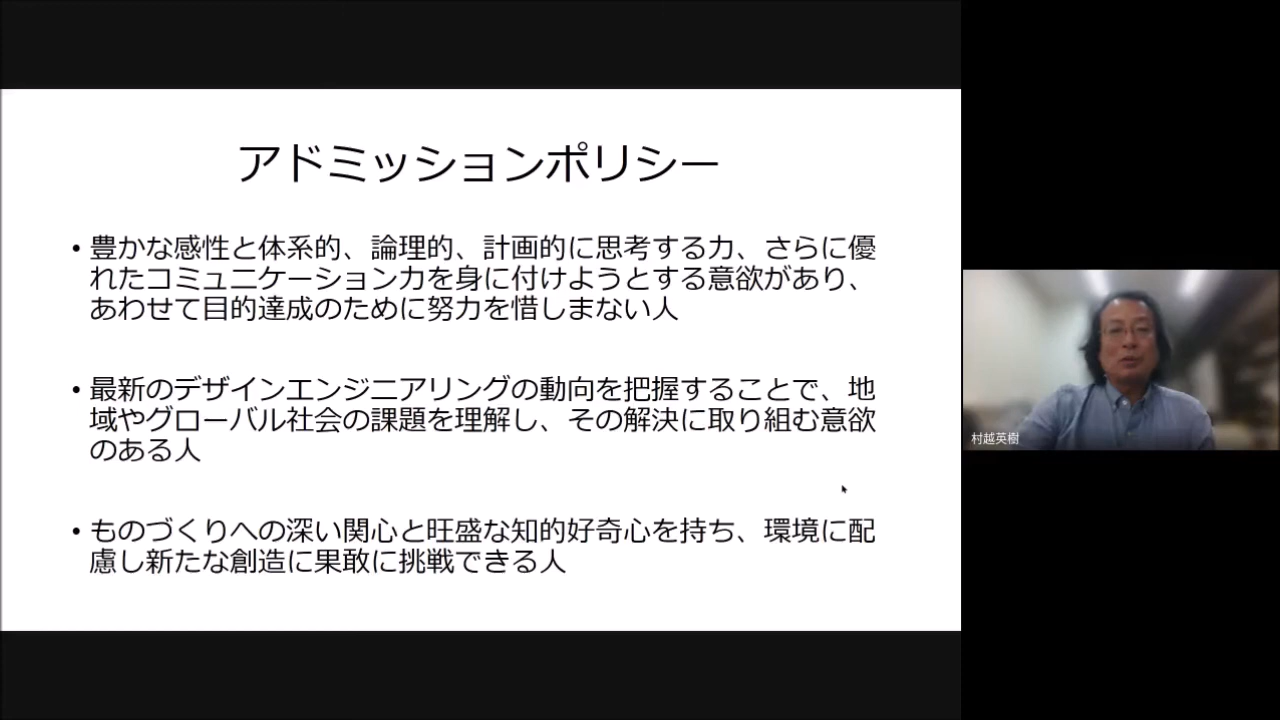 アドミッションポリシー
• 豊かな感性と体系的、論理的、計画的に思考する力、さらに優
れたコミュニケーション力を身に付けようとする意欲があり、
あわせて目的達成のために努力を惜しまない人
• 最新のデザインエンジニアリングの動向を把握することで、地
域やグローバル社会の課題を理解し、その解決に取り組む意欲
のある人
• ものづくりへの深い関心と旺盛な知的好奇心を持ち、環境に配
慮し新たな創造に果敢に挑戦できる人
村越英樹